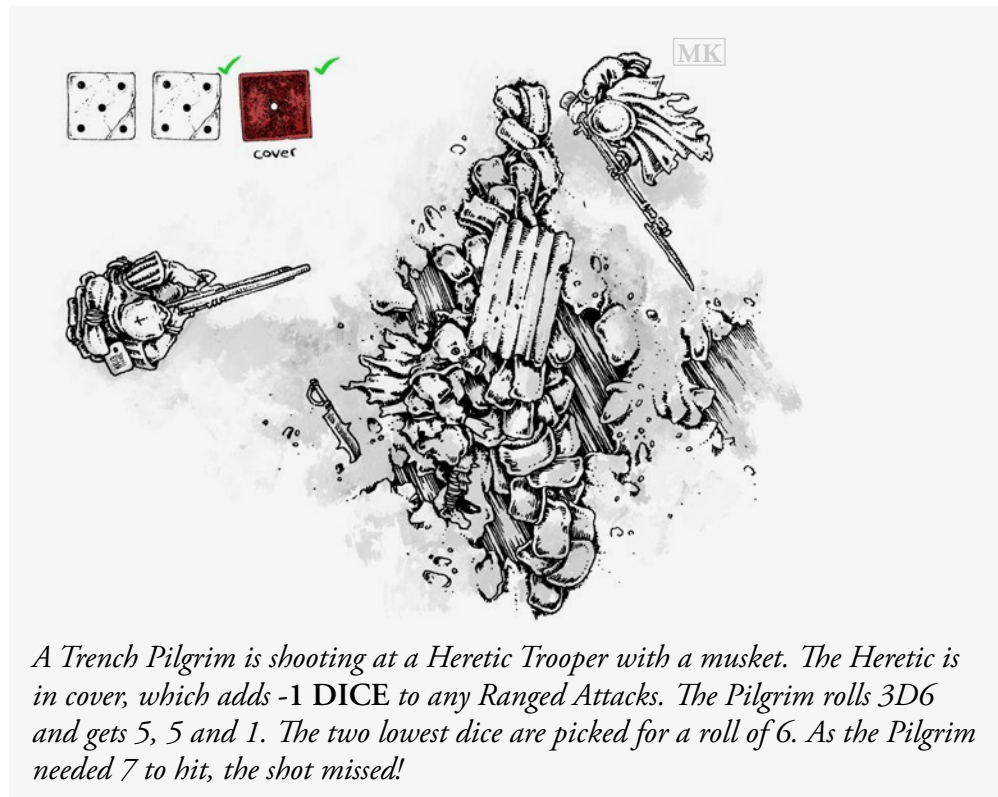 MK
cover
A Trench Pilgrim is shooting at a Heretic Trooper with a musket. The Heretic is
in cover, which adds -1 DICE to any Ranged Attacks. The Pilgrim rolls 3D6
and gets 5, 5 and 1. The two lowest dice are picked for a roll of 6. As the Pilgrim
needed 7 to hit, the shot missed!